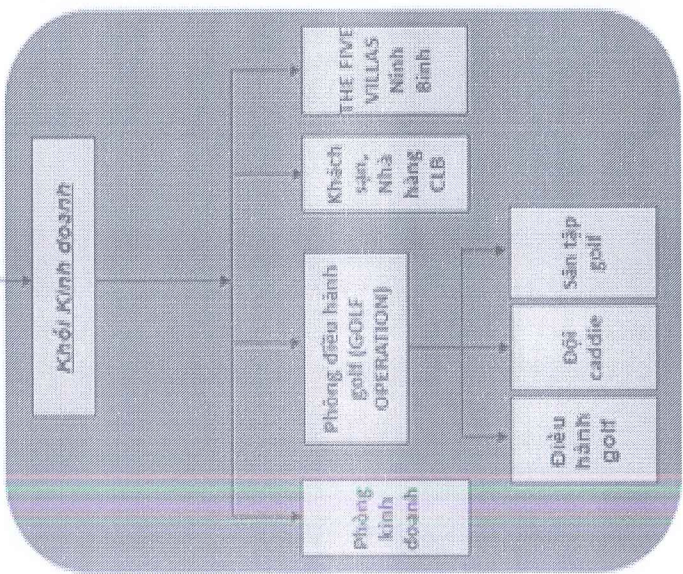 Khối Kinh doanh
Phòng
kinh
doanh
Phòng điều hành
golf (GOLF
OPERATION)
Khách
sạn,
Nhà
hàng
CLB
THE FIVE
VILLAS
Ninh
Bình
Điều
hành
golf
Đội
caddie
Sân tập
golf